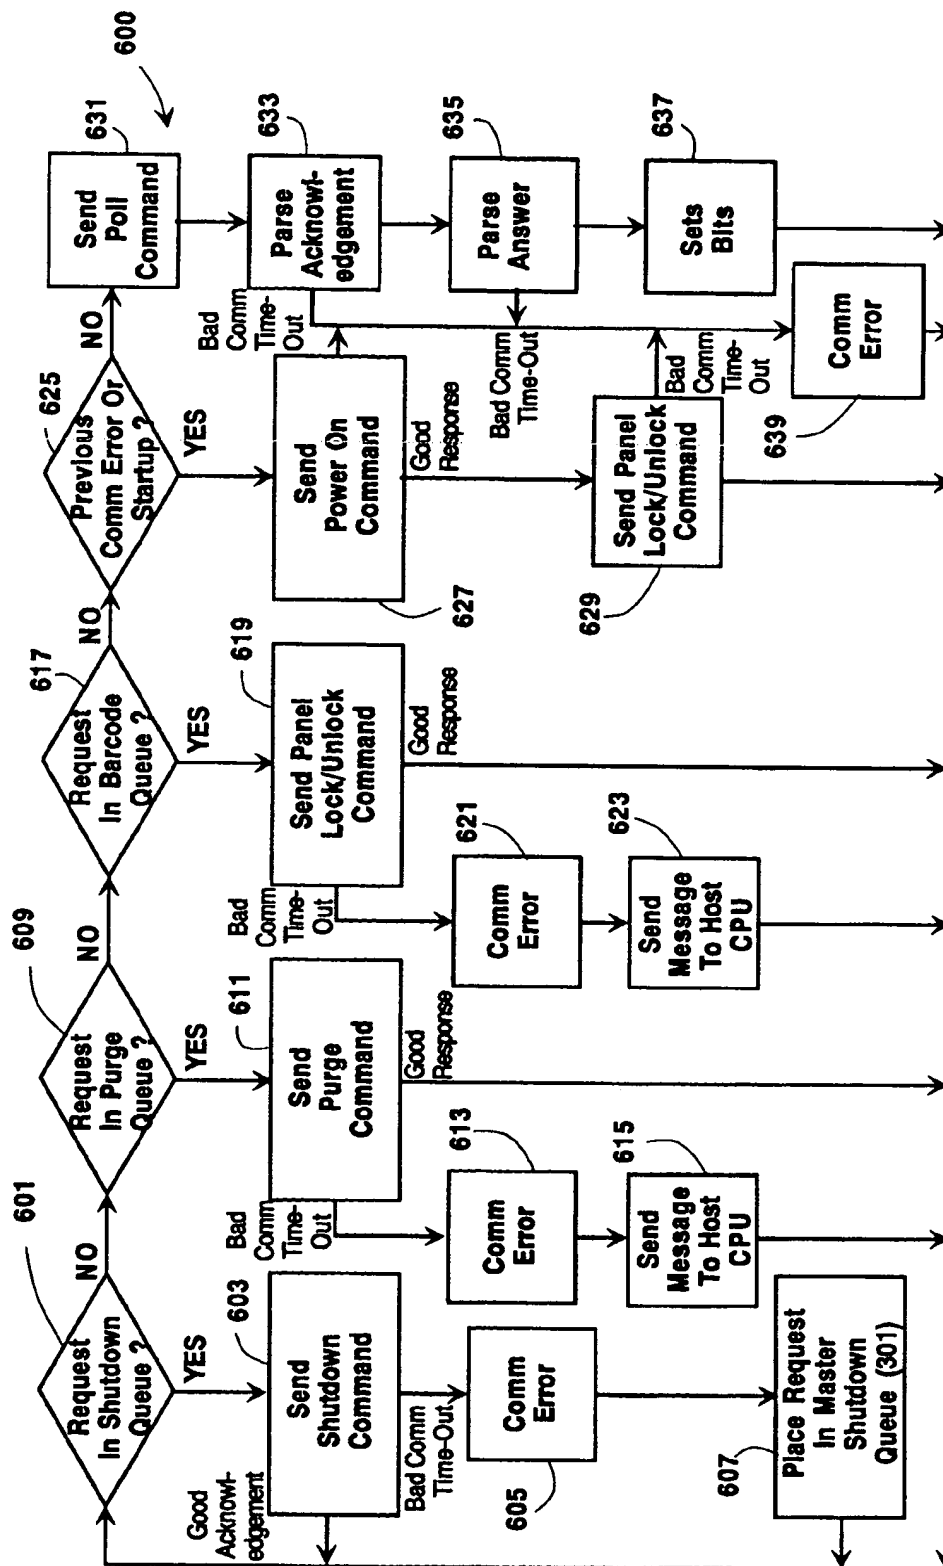 600
601
Request
In Shutdown
Queue ?
NO
YES
Good
Acknowl-
edgement
603
Send
Shutdown
Command
Bad Comm
Time-Out
605
Comm
Error
607
Place Request
In Master
Shutdown
Queue (301)
609
Request
In Purge
Queue ?
NO
YES
611
Send
Purge
Command
Bad
Comm
Time-
Out
Good
Response
613
Comm
Error
615
Send
Message
To Host
CPU
617
Request
In Barcode
Queue ?
NO
YES
619
Send Panel
Lock/Unlock
Command
Bad
Comm
Time-
Out
Good
Response
621
Comm
Error
623
Send
Message
To Host
CPU
625
Previous
Comm Error Or
Startup ?
NO
YES
627
Send
Power On
Command
Good
Response
629
Send Panel
Lock/Unlock
Command
Bad
Comm
Time-
Out
631
Send
Poll
Command
633
Parse
Acknowl-
edgement
Bad
Comm
Time-
Out
635
Parse
Answer
Bad Comm
Time-Out
637
Sets
Bits
639
Comm
Error